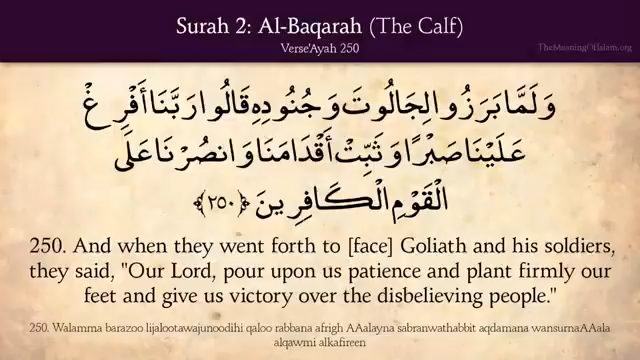 Surah 2: Al-Baqarah (The Calf)
Verse'Ayah 250
TheMeaningOfIslam.org
وَلَمَّا بَرَزُوا لِجَالُوتَ وَجُنُودِهِ قَالُوا رَبَّنَا أَفْرِغْ
عَلَيْنَا صَبْرًا وَثَبِّتْ أَقْدَامَنَا وَانصُرْنَا عَلَى
الْقَوْمِ الْكَافِرِينَ ﴿٢٥٠﴾
250. And when they went forth to [face] Goliath and his soldiers,
they said, "Our Lord, pour upon us patience and plant firmly our
feet and give us victory over the disbelieving people."
250. Walamma barazoo lijalootawajunoodihi qaloo rabbana afrigh AAalayna sabranwathabbit aqdamana wansurnaAAala
alqawmi alkafireen